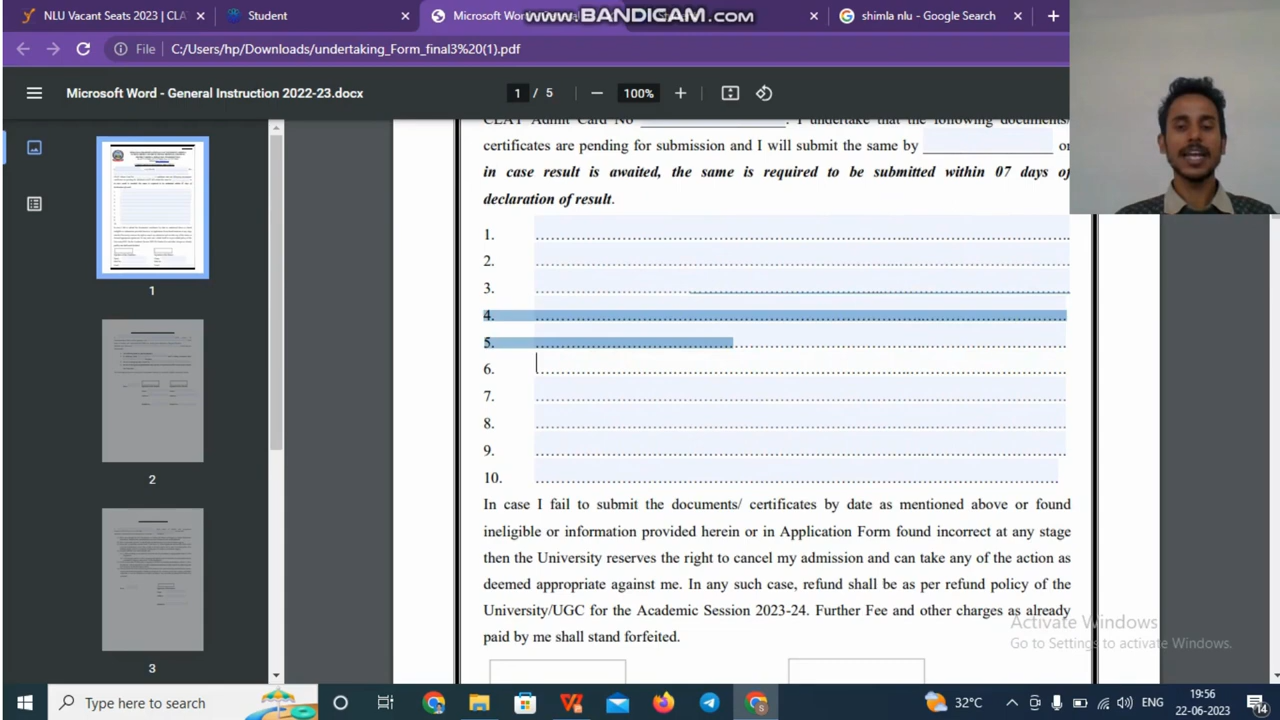 NLU Vacant Seats 2023 | CLA
Student
Microsoft Wor
www.BANDICAM.com
shimla nlu - Google Search
File
C:/Users/hp/Downloads/undertaking_Form_final3%20(1).pdf
Microsoft Word - General Instruction 2022-23.docx
1 / 5
100%
CLAT Admit Card No ____________________. I undertake that the following documents/
certificates are pending for submission and I will submit the same by __________________ or
in case result is awaited, the same is required to be submitted within 07 days of
declaration of result.
1.
2.
3.
4.
5.
6.
7.
8.
9.
10.
In case I fail to submit the documents/ certificates by date as mentioned above or found
ineligible or information provided herein or in Application Form found incorrect at any stage
then the University reserves the right to cancel my admission and can take any of the action as
deemed appropriate against me. In any such case, refund shall be as per refund policy of the
University/UGC for the Academic Session 2023-24. Further Fee and other charges as already
paid by me shall stand forfeited.
1
2
3
Activate Windows
Go to Settings to activate Windows.
Type here to search
32°C
ENG
19:56
22-06-2023
14